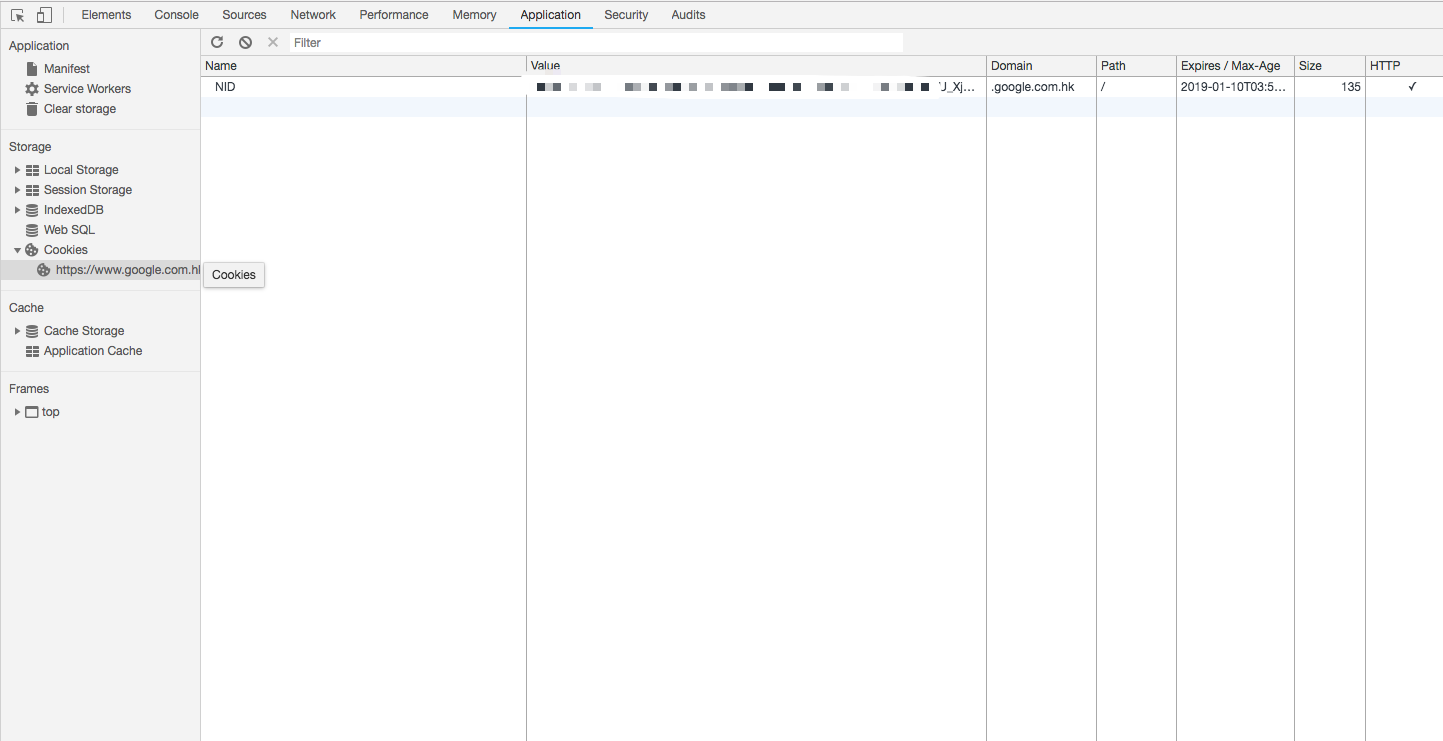 Elements Console Sources Network Performance Memory Application Security Audits
Application
Filter
Name Value Domain Path Expires / Max-Age Size HTTP
Manifest
NID J_Xj… .google.com.hk / 2019-01-10T03:5… 135 ✓
Service Workers
Clear storage
Storage
Local Storage
Session Storage
IndexedDB
Web SQL
Cookies
https://www.google.com.hl
Cookies
Cache
Cache Storage
Application Cache
Frames
top